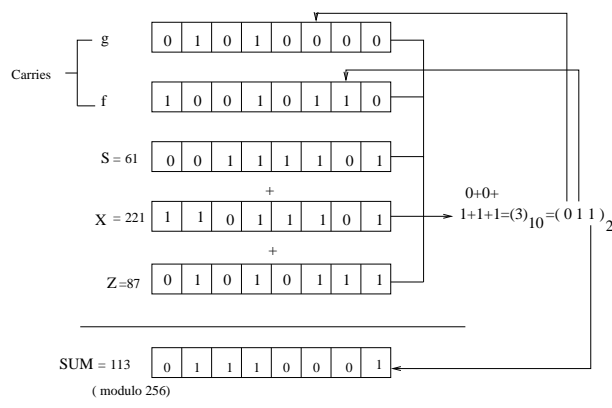 g 0 1 0 1 0 0 0 0
Carries
f 1 0 0 1 0 1 1 0
S = 61 0 0 1 1 1 1 0 1
+
0+0+
X = 221 1 1 0 1 1 1 0 1 1+1+1=(3)10 =( 0 1 1 )2
+
Z =87 0 1 0 1 0 1 1 1
SUM = 113 0 1 1 1 0 0 0 1
( modulo 256)